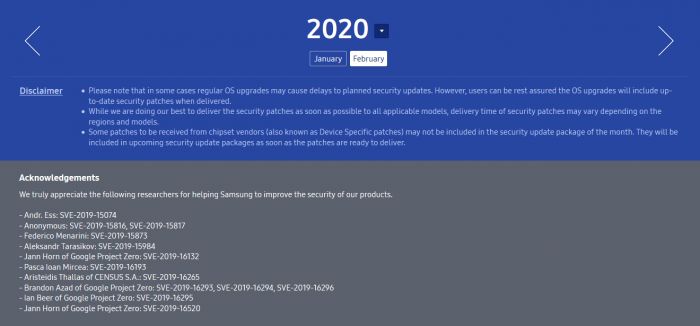 2020
January February
Disclaimer
• Please note that in some cases regular OS upgrades may cause delays to planned security updates. However, users can be rest assured the OS upgrades will include up-
to-date security patches when delivered.
• While we are doing our best to deliver the security patches as soon as possible to all applicable models, delivery time of security patches may vary depending on the
regions and models.
• Some patches to be received from chipset vendors (also known as Device Specific patches) may not be included in the security update package of the month. They will be
included in upcoming security update packages as soon as the patches are ready to deliver.
Acknowledgements
We truly appreciate the following researchers for helping Samsung to improve the security of our products.
- Andr. Ess: SVE-2019-15074
- Anonymous: SVE-2019-15816, SVE-2019-15817
- Federico Menarini: SVE-2019-15873
- Aleksandr Tarasikov: SVE-2019-15984
- Jann Horn of Google Project Zero: SVE-2019-16132
- Pasca Ioan Mircea: SVE-2019-16193
- Aristeidis Thallas of CENSUS S.A.: SVE-2019-16265
- Brandon Azad of Google Project Zero: SVE-2019-16293, SVE-2019-16294, SVE-2019-16296
- Ian Beer of Google Project Zero: SVE-2019-16295
- Jann Horn of Google Project Zero: SVE-2019-16520